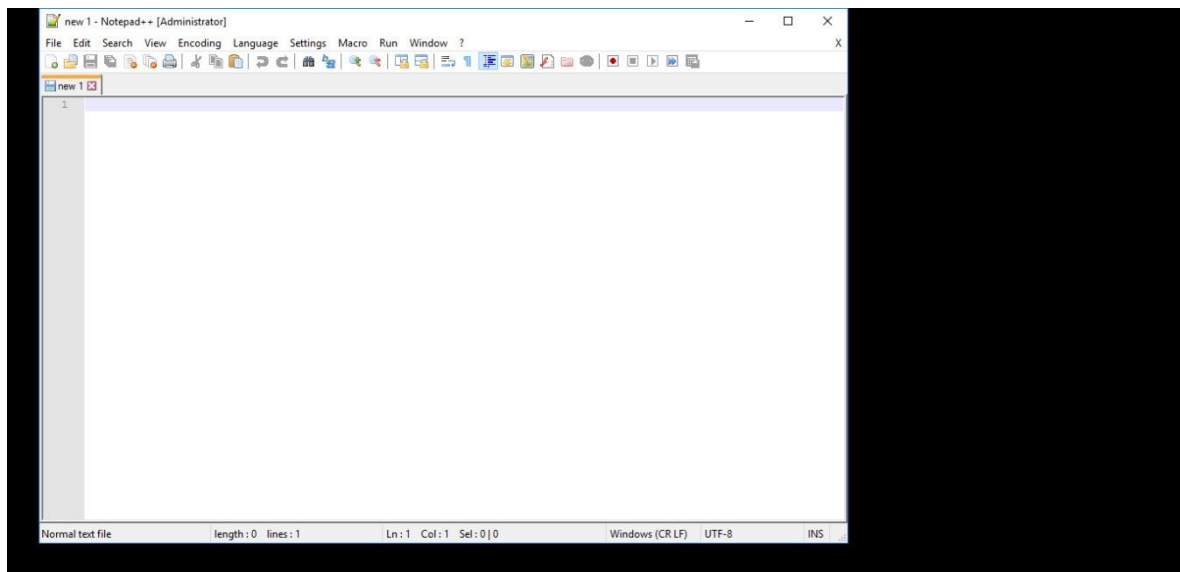 new 1 - Notepad++ [Administrator]
File Edit Search View Encoding Language Settings Macro Run Window ? X
new 1
1
Normal text file length : 0 lines : 1 Ln : 1 Col : 1 Sel : 0 | 0 Windows (CR LF) UTF-8 INS